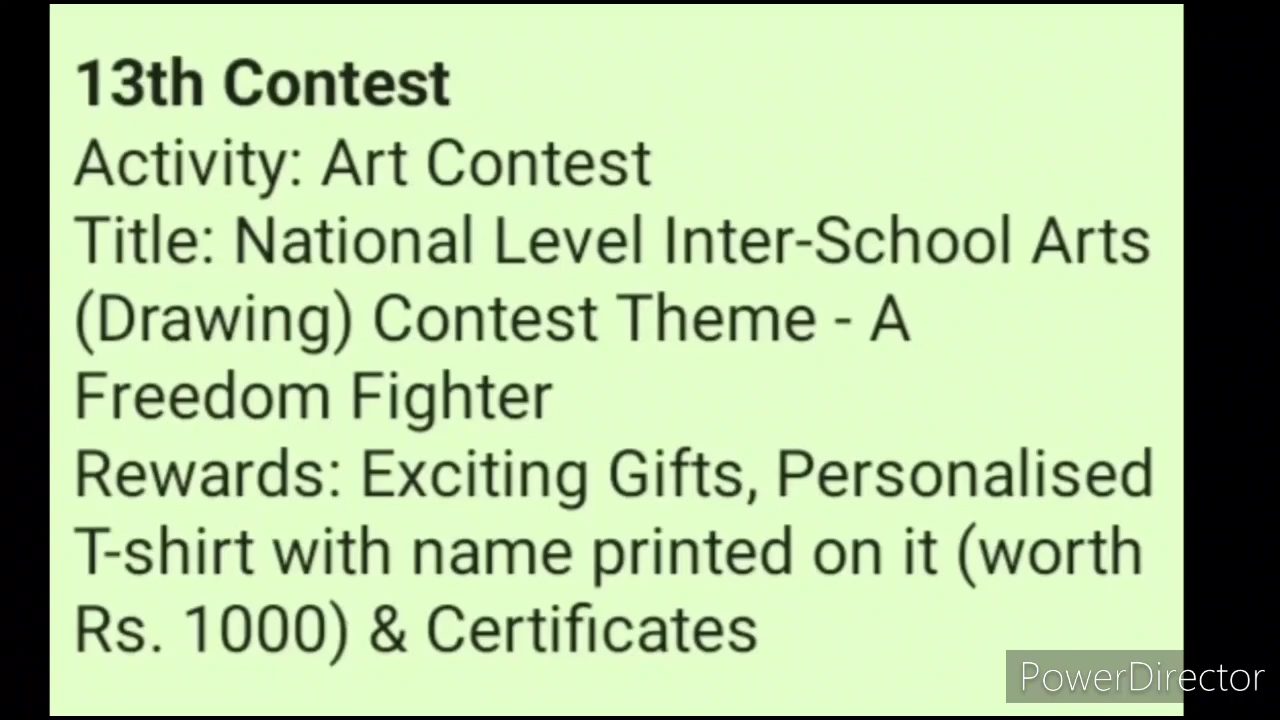 13th Contest
Activity: Art Contest
Title: National Level Inter-School Arts
(Drawing) Contest Theme - A
Freedom Fighter
Rewards: Exciting Gifts, Personalised
T-shirt with name printed on it (worth
Rs. 1000) & Certificates
PowerDirector